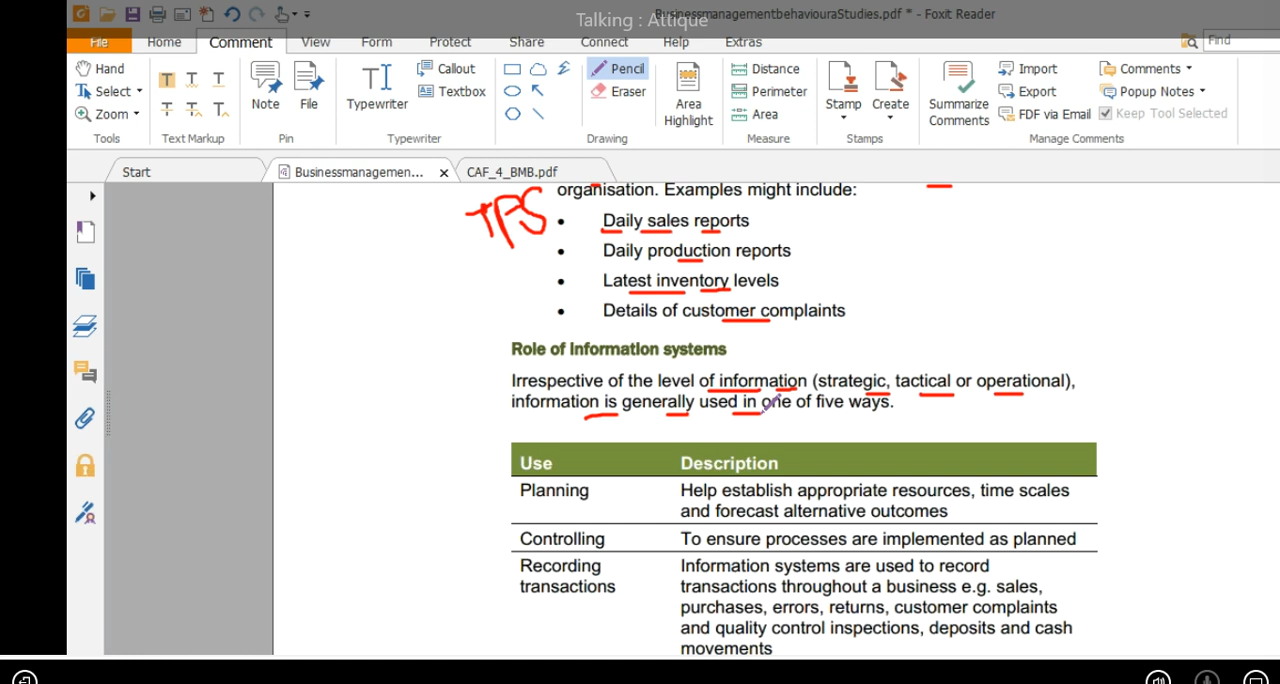 Talking : Attique
BusinessmanagementbehaviouraStudies.pdf * - Foxit Reader
File Home Comment View Form Protect Share Connect Help Extras Find
Hand
Select
Zoom
Tools
Text Markup
Note
File
Pin
Typewriter
Callout
Textbox
Typewriter
Pencil
Eraser
Area
Highlight
Drawing
Distance
Perimeter
Area
Measure
Stamp
Create
Stamps
Summarize
Comments
Import
Export
FDF via Email
Comments
Popup Notes
Keep Tool Selected
Manage Comments
Start
Businessmanagemen...
CAF_4_BMB.pdf
organisation. Examples might include:
TPS
• Daily sales reports
• Daily production reports
• Latest inventory levels
• Details of customer complaints
Role of Information systems
Irrespective of the level of information (strategic, tactical or operational),
information is generally used in one of five ways.
Use Description
Planning Help establish appropriate resources, time scales
and forecast alternative outcomes
Controlling To ensure processes are implemented as planned
Recording Information systems are used to record
transactions transactions throughout a business e.g. sales,
purchases, errors, returns, customer complaints
and quality control inspections, deposits and cash
movements